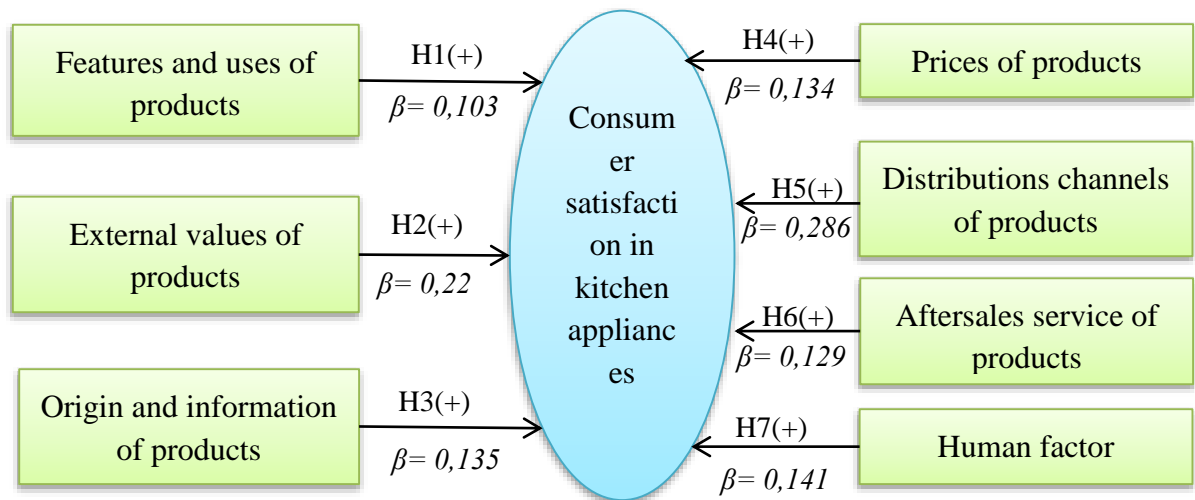 Features and uses of
products
H1(+)
β= 0,103
External values of
products
H2(+)
β= 0,22
Origin and information
of products
H3(+)
β= 0,135
Consum
er
satisfacti
on in
kitchen
applianc
es
H4(+)
β= 0,134
Prices of products
H5(+)
β= 0,286
Distributions channels
of products
H6(+)
β= 0,129
Aftersales service of
products
H7(+)
β= 0,141
Human factor